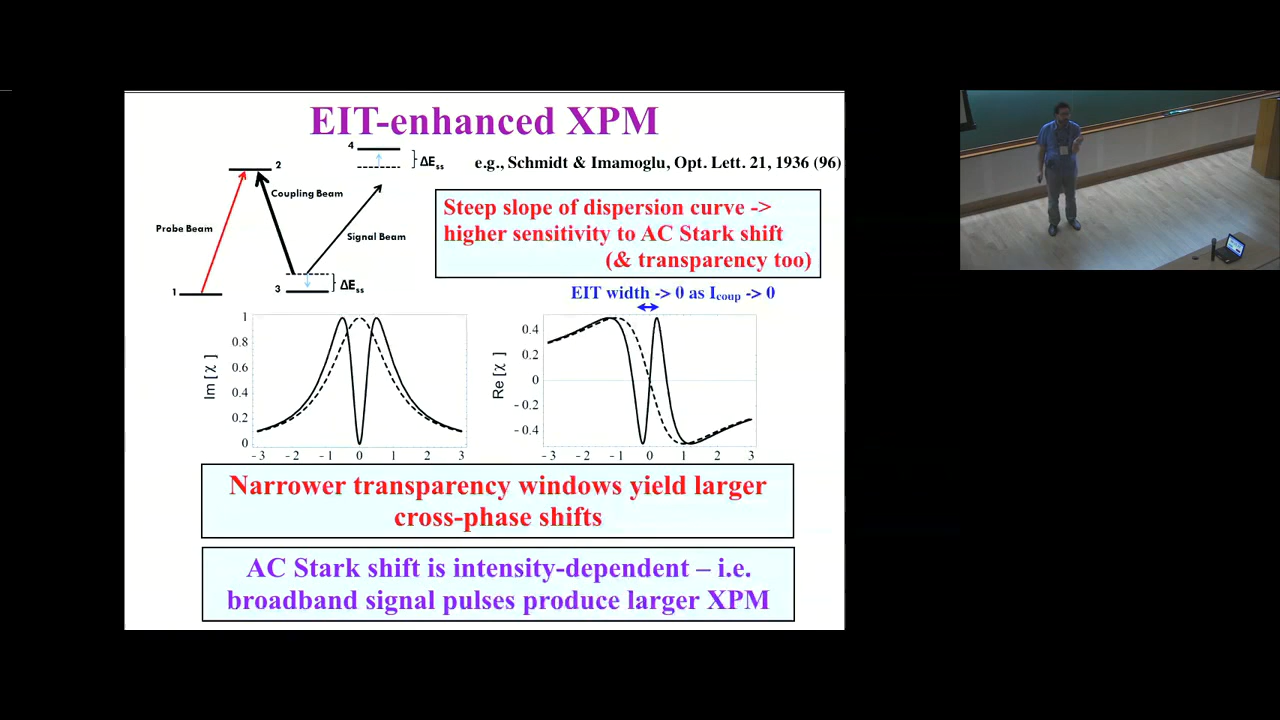 EIT-enhanced XPM
4
ΔEss
e.g., Schmidt & Imamoglu, Opt. Lett. 21, 1936 (96)
2
Coupling Beam
Probe Beam
Signal Beam
1
3
ΔEss
Steep slope of dispersion curve ->
higher sensitivity to AC Stark shift
(& transparency too)
EIT width -> 0 as Icoup -> 0
Im [χ ]
1
0.8
0.6
0.4
0.2
0
-3 -2 -1 0 1 2 3
Re [χ ]
0.4
0.2
0
-0.2
-0.4
-3 -2 -1 0 1 2 3
Narrower transparency windows yield larger
cross-phase shifts
AC Stark shift is intensity-dependent – i.e.
broadband signal pulses produce larger XPM